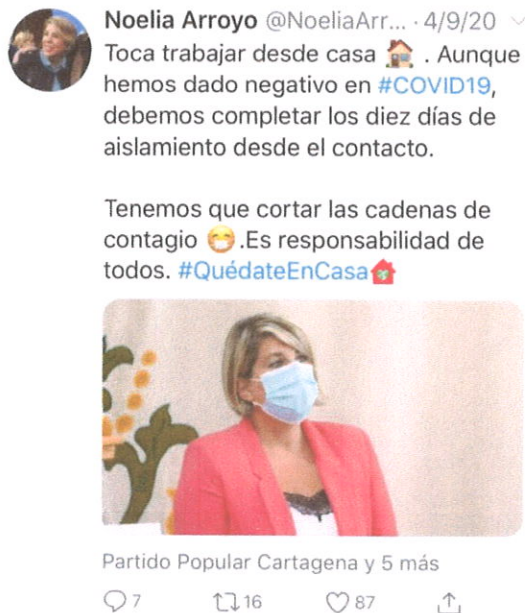 Noelia Arroyo @NoeliaArr... · 4/9/20
Toca trabajar desde casa 🏠 . Aunque
hemos dado negativo en #COVID19,
debemos completar los diez días de
aislamiento desde el contacto.
Tenemos que cortar las cadenas de
contagio 😷 .Es responsabilidad de
todos. #QuédateEnCasa🏠
Partido Popular Cartagena y 5 más
7 16 87